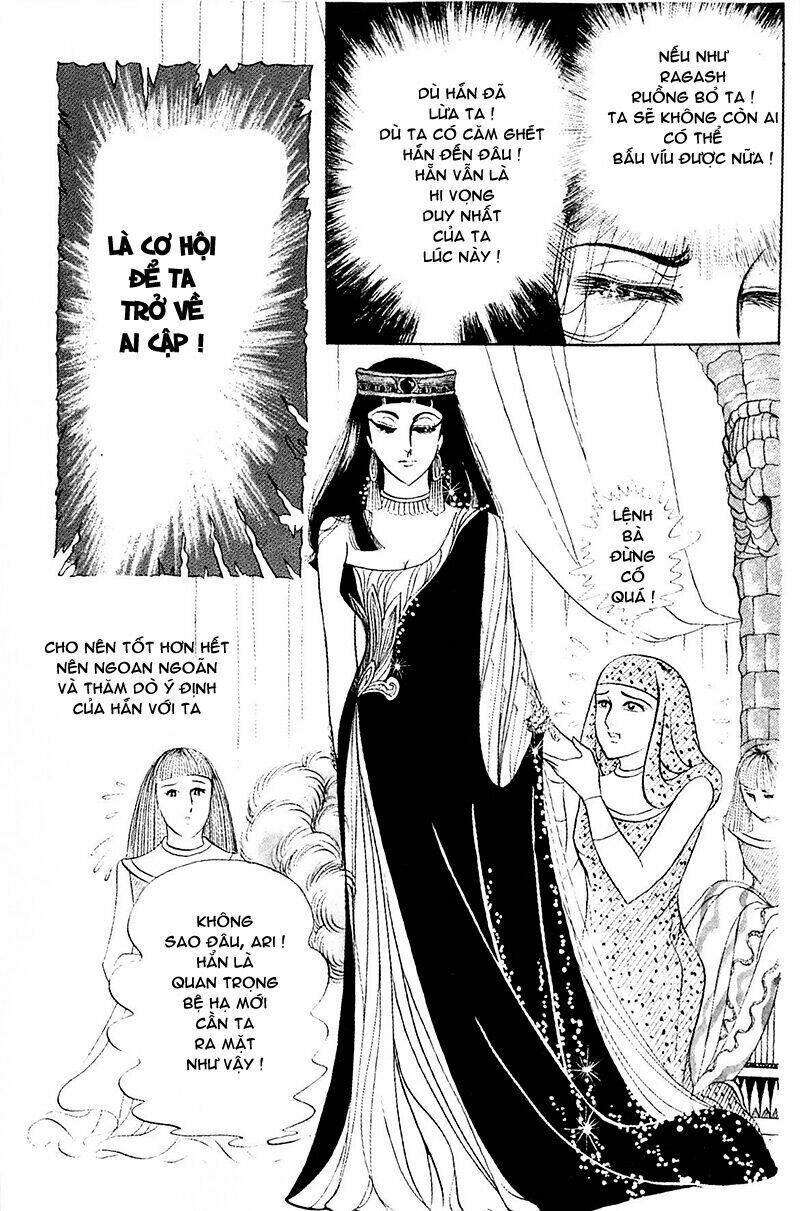 NẾU NHƯ
RAGASH
RUỒNG BỎ TA !
TA SẼ KHÔNG CÒN AI
CÓ THỂ
BẤU VÍU ĐƯỢC NỮA !
DÙ HẮN ĐÃ
LỪA TA !
DÙ TA CÓ CĂM GHÉT
HẮN ĐẾN ĐÂU !
HẮN VẪN LÀ
HI VỌNG
DUY NHẤT
CỦA TA
LÚC NÀY !
LÀ CƠ HỘI
ĐỂ TA
TRỞ VỀ
AI CẬP !
LỆNH
BÀ
ĐỪNG
CỐ
QUÁ !
CHO NÊN TỐT HƠN HẾT
NÊN NGOAN NGOÃN
VÀ THĂM DÒ Ý ĐỊNH
CỦA HẮN VỚI TA
KHÔNG
SAO ĐÂU, ARI !
HẲN LÀ
QUAN TRỌNG
BỆ HẠ MỚI
CẦN TA
RA MẶT
NHƯ VẬY !